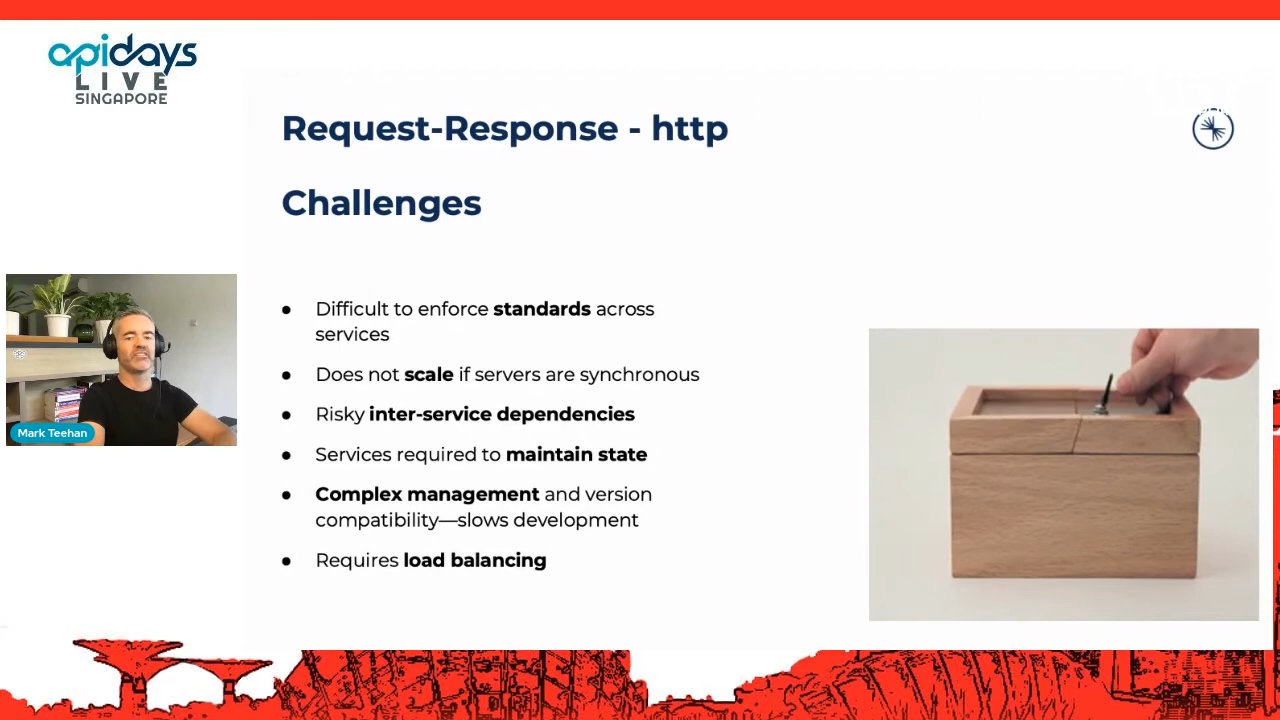 apidays
LIVE
SINGAPORE
Request-Response - http
Challenges
● Difficult to enforce standards across
services
● Does not scale if servers are synchronous
● Risky inter-service dependencies
● Services required to maintain state
● Complex management and version
compatibility—slows development
● Requires load balancing
Mark Teehan